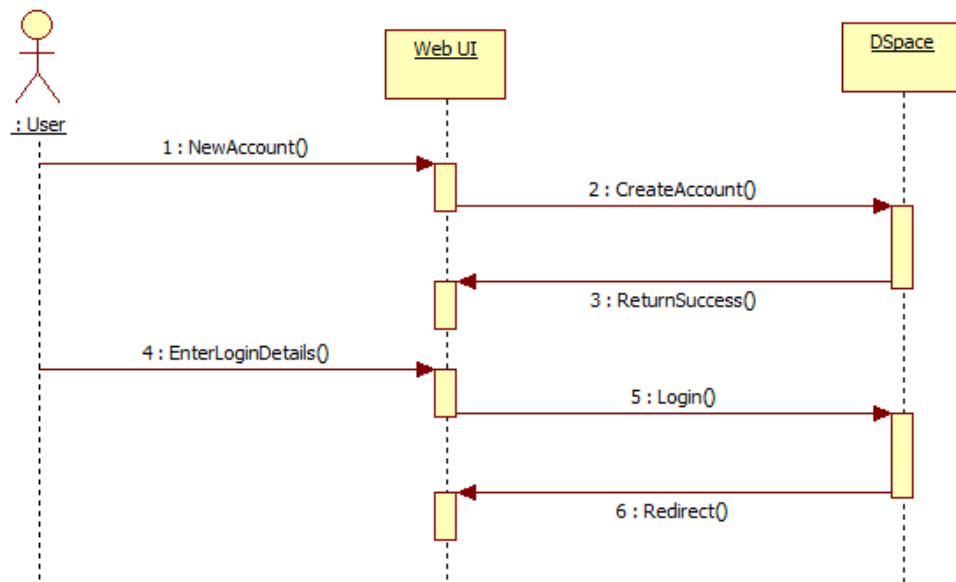 Web UI
DSpace
: User
1 : NewAccount()
2 : CreateAccount()
3 : ReturnSuccess()
4 : EnterLoginDetails()
5 : Login()
6 : Redirect()